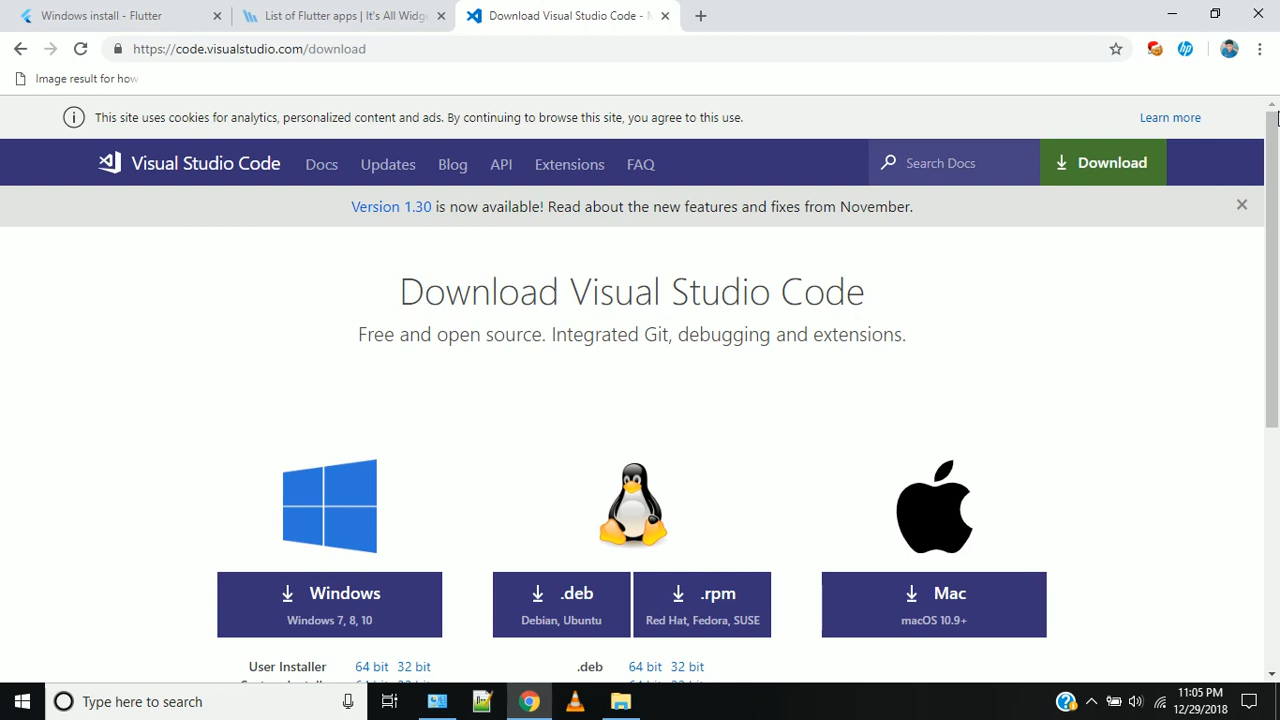 Windows install - Flutter
List of Flutter apps | It's All Widg
Download Visual Studio Code -
https://code.visualstudio.com/download
Image result for how
This site uses cookies for analytics, personalized content and ads. By continuing to browse this site, you agree to this use.
Learn more
Visual Studio Code
Docs
Updates
Blog
API
Extensions
FAQ
Search Docs
Download
Version 1.30 is now available! Read about the new features and fixes from November.
Download Visual Studio Code
Free and open source. Integrated Git, debugging and extensions.
Windows
Windows 7, 8, 10
.deb
Debian, Ubuntu
.rpm
Red Hat, Fedora, SUSE
Mac
macOS 10.9+
User Installer 64 bit 32 bit
.deb 64 bit 32 bit
Type here to search
11:05 PM
12/29/2018